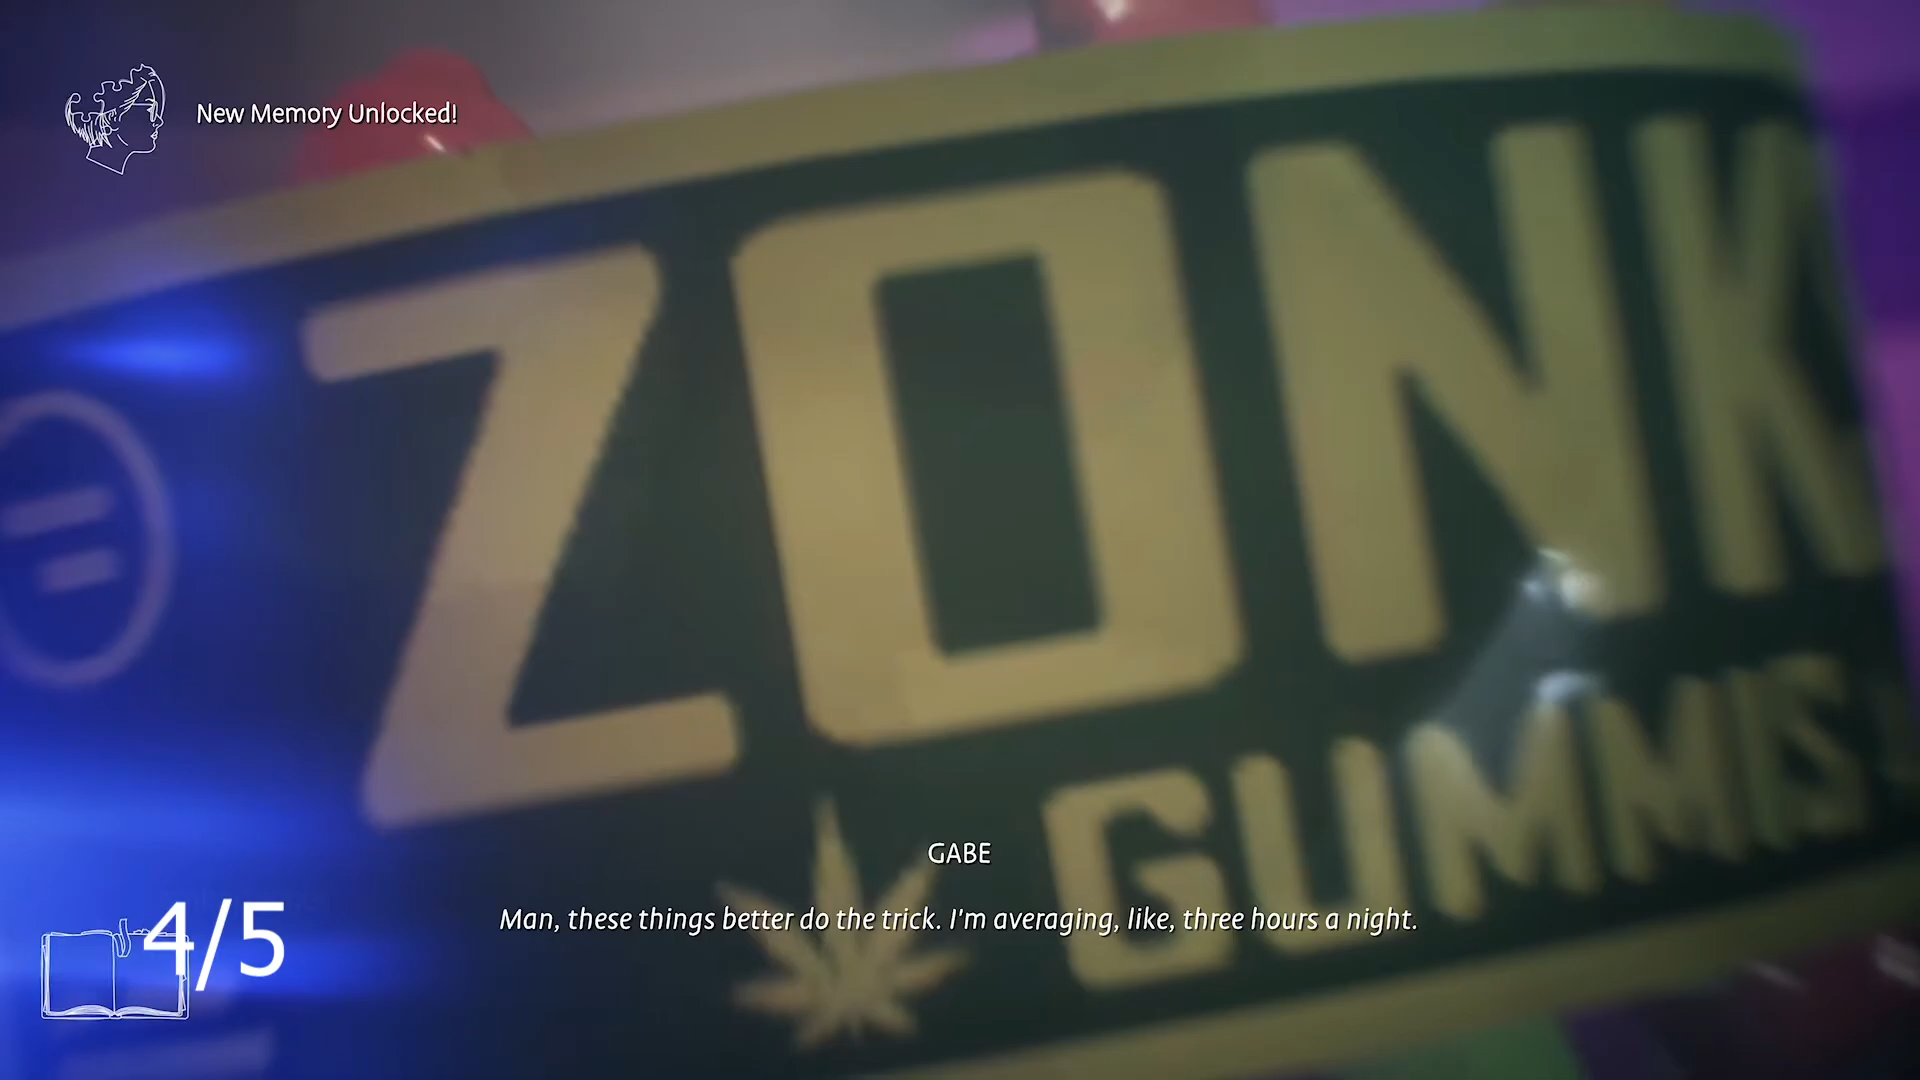 New Memory Unlocked!
ZONK
GUMMIS
GABE
Man, these things better do the trick. I'm averaging, like, three hours a night.
4/5